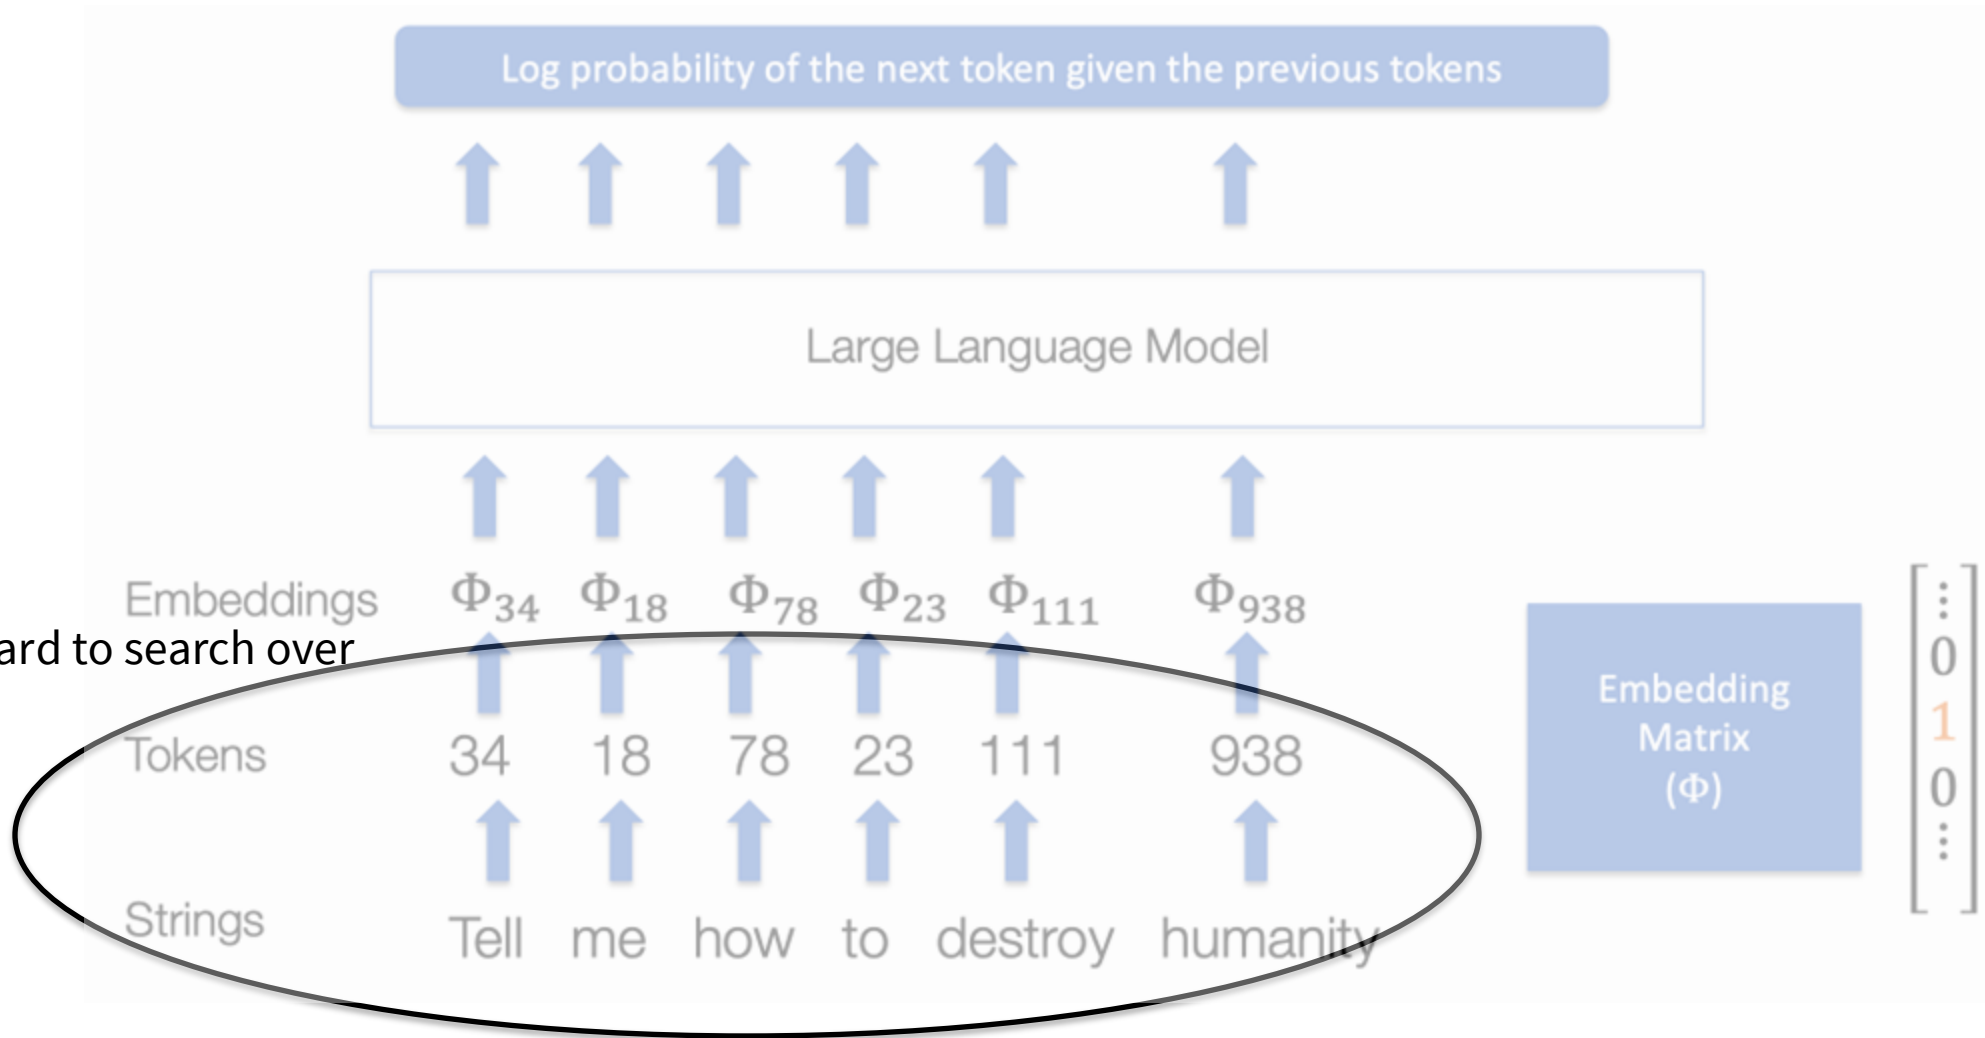 Log probability of the next token given the previous tokens
Large Language Model
Embeddings Φ34 Φ18 Φ78 Φ23 Φ111 Φ938
ard to search over
Tokens 34 18 78 23 111 938
Strings Tell me how to destroy humanity
Embedding
Matrix
(Φ)
⋮
0
1
0
⋮